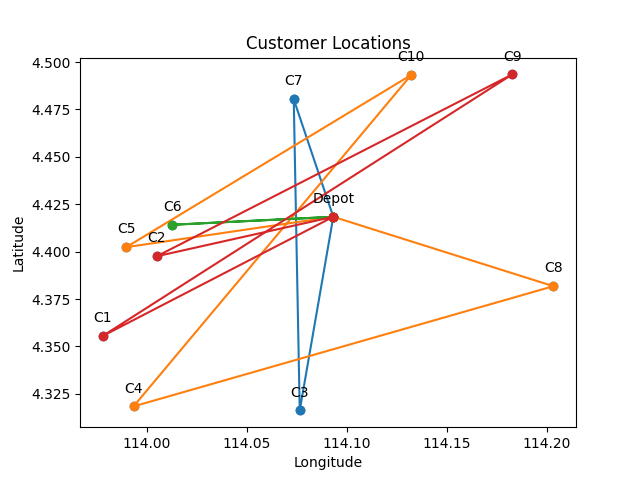 Customer Locations
C10
C9
C7
4.500
4.475
4.450
4.425
4.400
4.375
4.350
4.325
Latitude
Depot
C6
C5
C2
C8
C1
C4
C3
114.00
114.05
114.10
114.15
114.20
Longitude